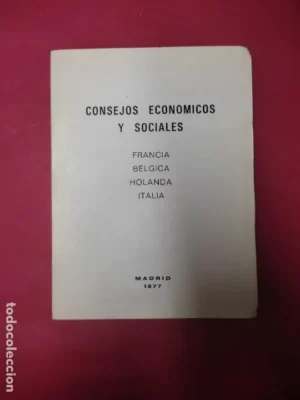 CONSEJOS ECONOMICOS
Y SOCIALES
FRANCIA
BELGICA
HOLANDA
ITALIA
MADRID
1977
todocoleccion